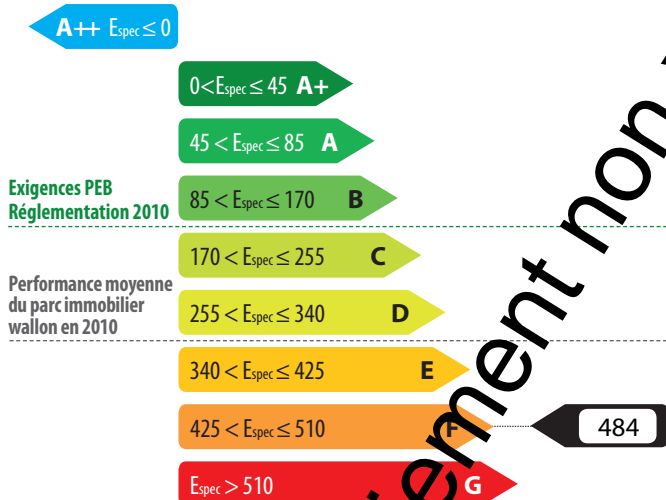 A++ Espec ≤ 0
0 < Espec ≤ 45 A+
45 < Espec ≤ 85 A
Exigences PEB
Réglementation 2010
85 < Espec ≤ 170 B
170 < Espec ≤ 255 C
Performance moyenne
du parc immobilier
wallon en 2010
255 < Espec ≤ 340 D
340 < Espec ≤ 425 E
425 < Espec ≤ 510 F
484
Espec > 510 G
ement non